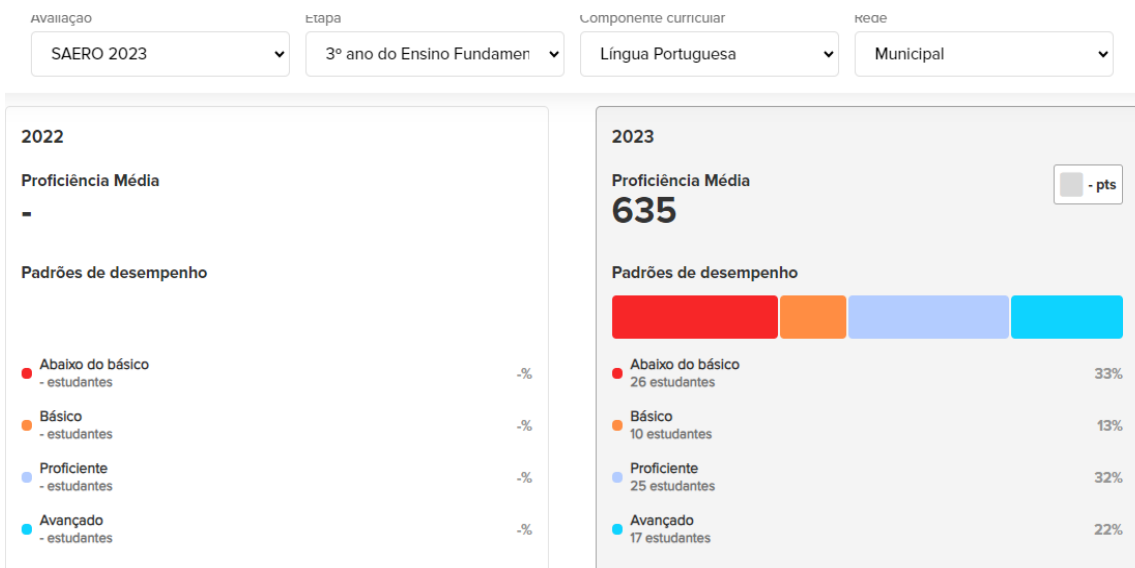 Avaliação
Etapa
Componente curricular
Rede
SAERO 2023
3º ano do Ensino Fundamen
Língua Portuguesa
Municipal
2022
Proficiência Média
-
Padrões de desempenho
Abaixo do básico
- estudantes
-%
Básico
- estudantes
-%
Proficiente
- estudantes
-%
Avançado
- estudantes
-%
2023
Proficiência Média
- pts
635
Padrões de desempenho
Abaixo do básico
26 estudantes
33%
Básico
10 estudantes
13%
Proficiente
25 estudantes
32%
Avançado
17 estudantes
22%